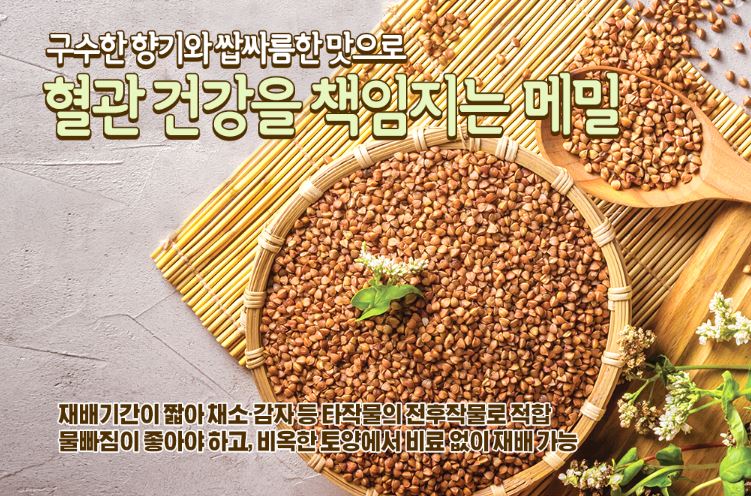 구수한 향기와 쌉싸름한 맛으로
혈관 건강을 책임지는 메밀
재배기간이 짧아 채소·감자 등 타작물의 전후작물로 적합
물빠짐이 좋아야 하고, 비옥한 토양에서 비료 없이 재배 가능